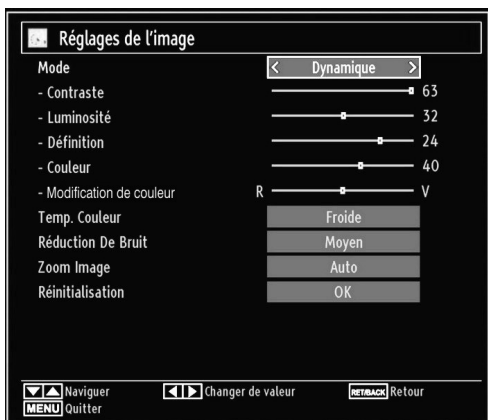 Réglages de l'image
Mode < Dynamique >
- Contraste 63
- Luminosité 32
- Définition 24
- Couleur 40
- Modification de couleur R V
Temp. Couleur Froide
Réduction De Bruit Moyen
Zoom Image Auto
Réinitialisation OK
Naviguer Changer de valeur RET/BACK Retour
MENU Quitter